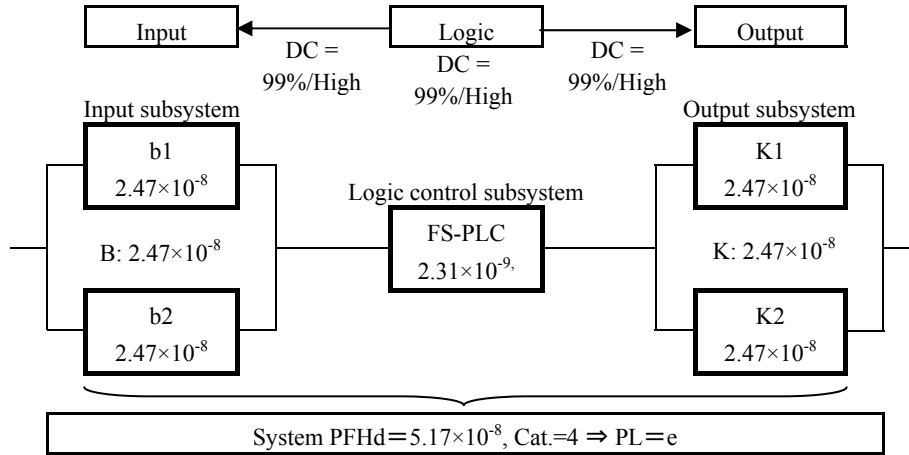 Input
Logic
Output
DC =
99%/High
DC =
99%/High
DC =
99%/High
Input subsystem
Output subsystem
b1
2.47×10⁻⁸
K1
2.47×10⁻⁸
Logic control subsystem
FS-PLC
2.31×10⁻⁹,
B: 2.47×10⁻⁸
K: 2.47×10⁻⁸
b2
2.47×10⁻⁸
K2
2.47×10⁻⁸
System PFHd＝5.17×10⁻⁸, Cat.=4 ⇒ PL＝e